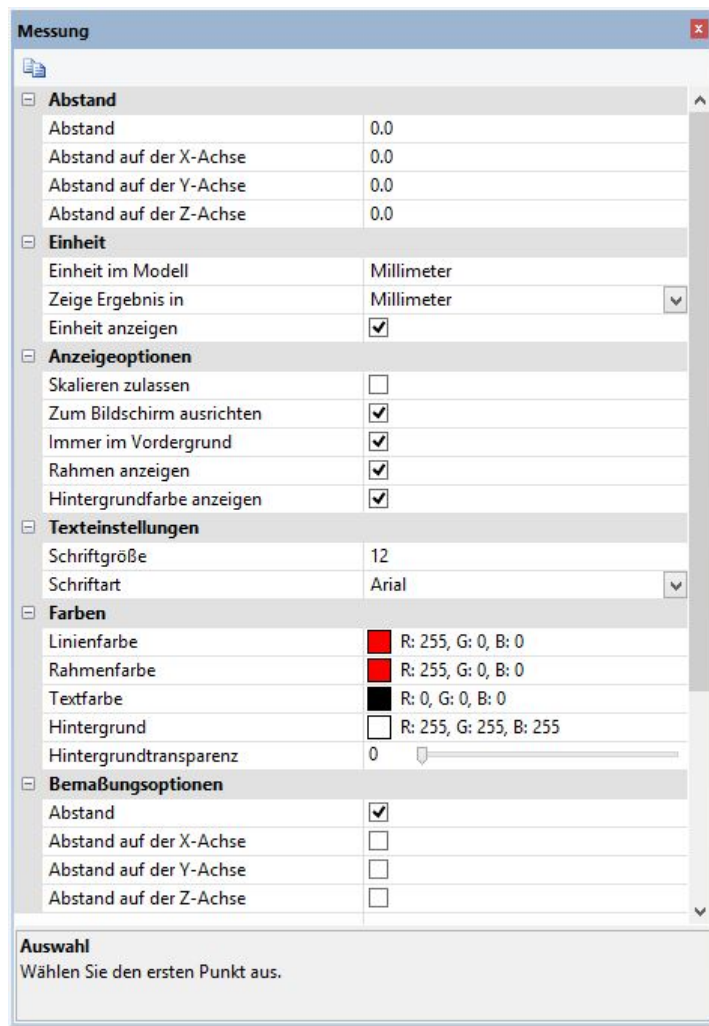 Messung
Abstand
Abstand 0.0
Abstand auf der X-Achse 0.0
Abstand auf der Y-Achse 0.0
Abstand auf der Z-Achse 0.0
Einheit
Einheit im Modell Millimeter
Zeige Ergebnis in Millimeter
Einheit anzeigen
Anzeigeoptionen
Skalieren zulassen
Zum Bildschirm ausrichten
Immer im Vordergrund
Rahmen anzeigen
Hintergrundfarbe anzeigen
Texteinstellungen
Schriftgröße 12
Schriftart Arial
Farben
Linienfarbe R: 255, G: 0, B: 0
Rahmenfarbe R: 255, G: 0, B: 0
Textfarbe R: 0, G: 0, B: 0
Hintergrund R: 255, G: 255, B: 255
Hintergrundtransparenz 0
Bemaßungsoptionen
Abstand
Abstand auf der X-Achse
Abstand auf der Y-Achse
Abstand auf der Z-Achse
Auswahl
Wählen Sie den ersten Punkt aus.